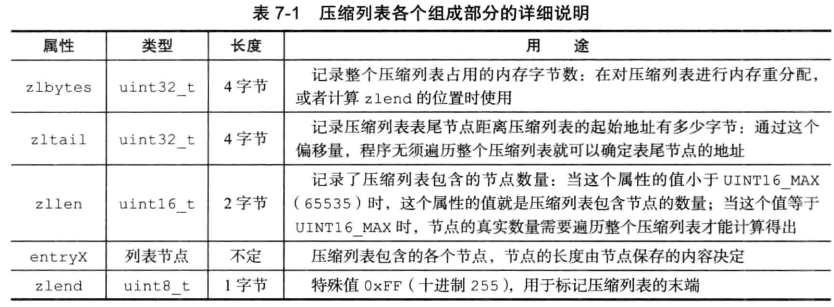 表 7-1 压缩列表各个组成部分的详细说明
属性 类型 长度 用途
zlbytes uint32_t 4 字节 记录整个压缩列表占用的内存字节数：在对压缩列表进行内存重分配，
或者计算 zlend 的位置时使用
zltail uint32_t 4 字节 记录压缩列表表尾节点距离压缩列表的起始地址有多少字节：通过这个
偏移量，程序无须遍历整个压缩列表就可以确定表尾节点的地址
zllen uint16_t 2 字节 记录了压缩列表包含的节点数量：当这个属性的值小于 UINT16_MAX
（65535）时，这个属性的值就是压缩列表包含节点的数量；当这个值等于
UINT16_MAX 时，节点的真实数量需要遍历整个压缩列表才能计算得出
entryX 列表节点 不定 压缩列表包含的各个节点，节点的长度由节点保存的内容决定
zlend uint8_t 1 字节 特殊值 0xFF（十进制 255），用于标记压缩列表的末端